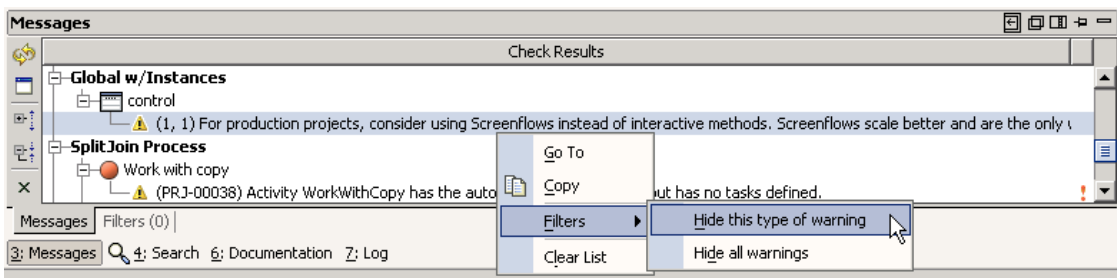 Messages
Check Results
Global w/Instances
control
(1, 1) For production projects, consider using Screenflows instead of interactive methods. Screenflows scale better and are the only
SplitJoin Process
Work with copy
(PRJ-00038) Activity WorkWithCopy has the auto but has no tasks defined.
Go To
Copy
Filters
Hide this type of warning
Clear List
Hide all warnings
Messages Filters (0)
3: Messages 4: Search 6: Documentation 7: Log